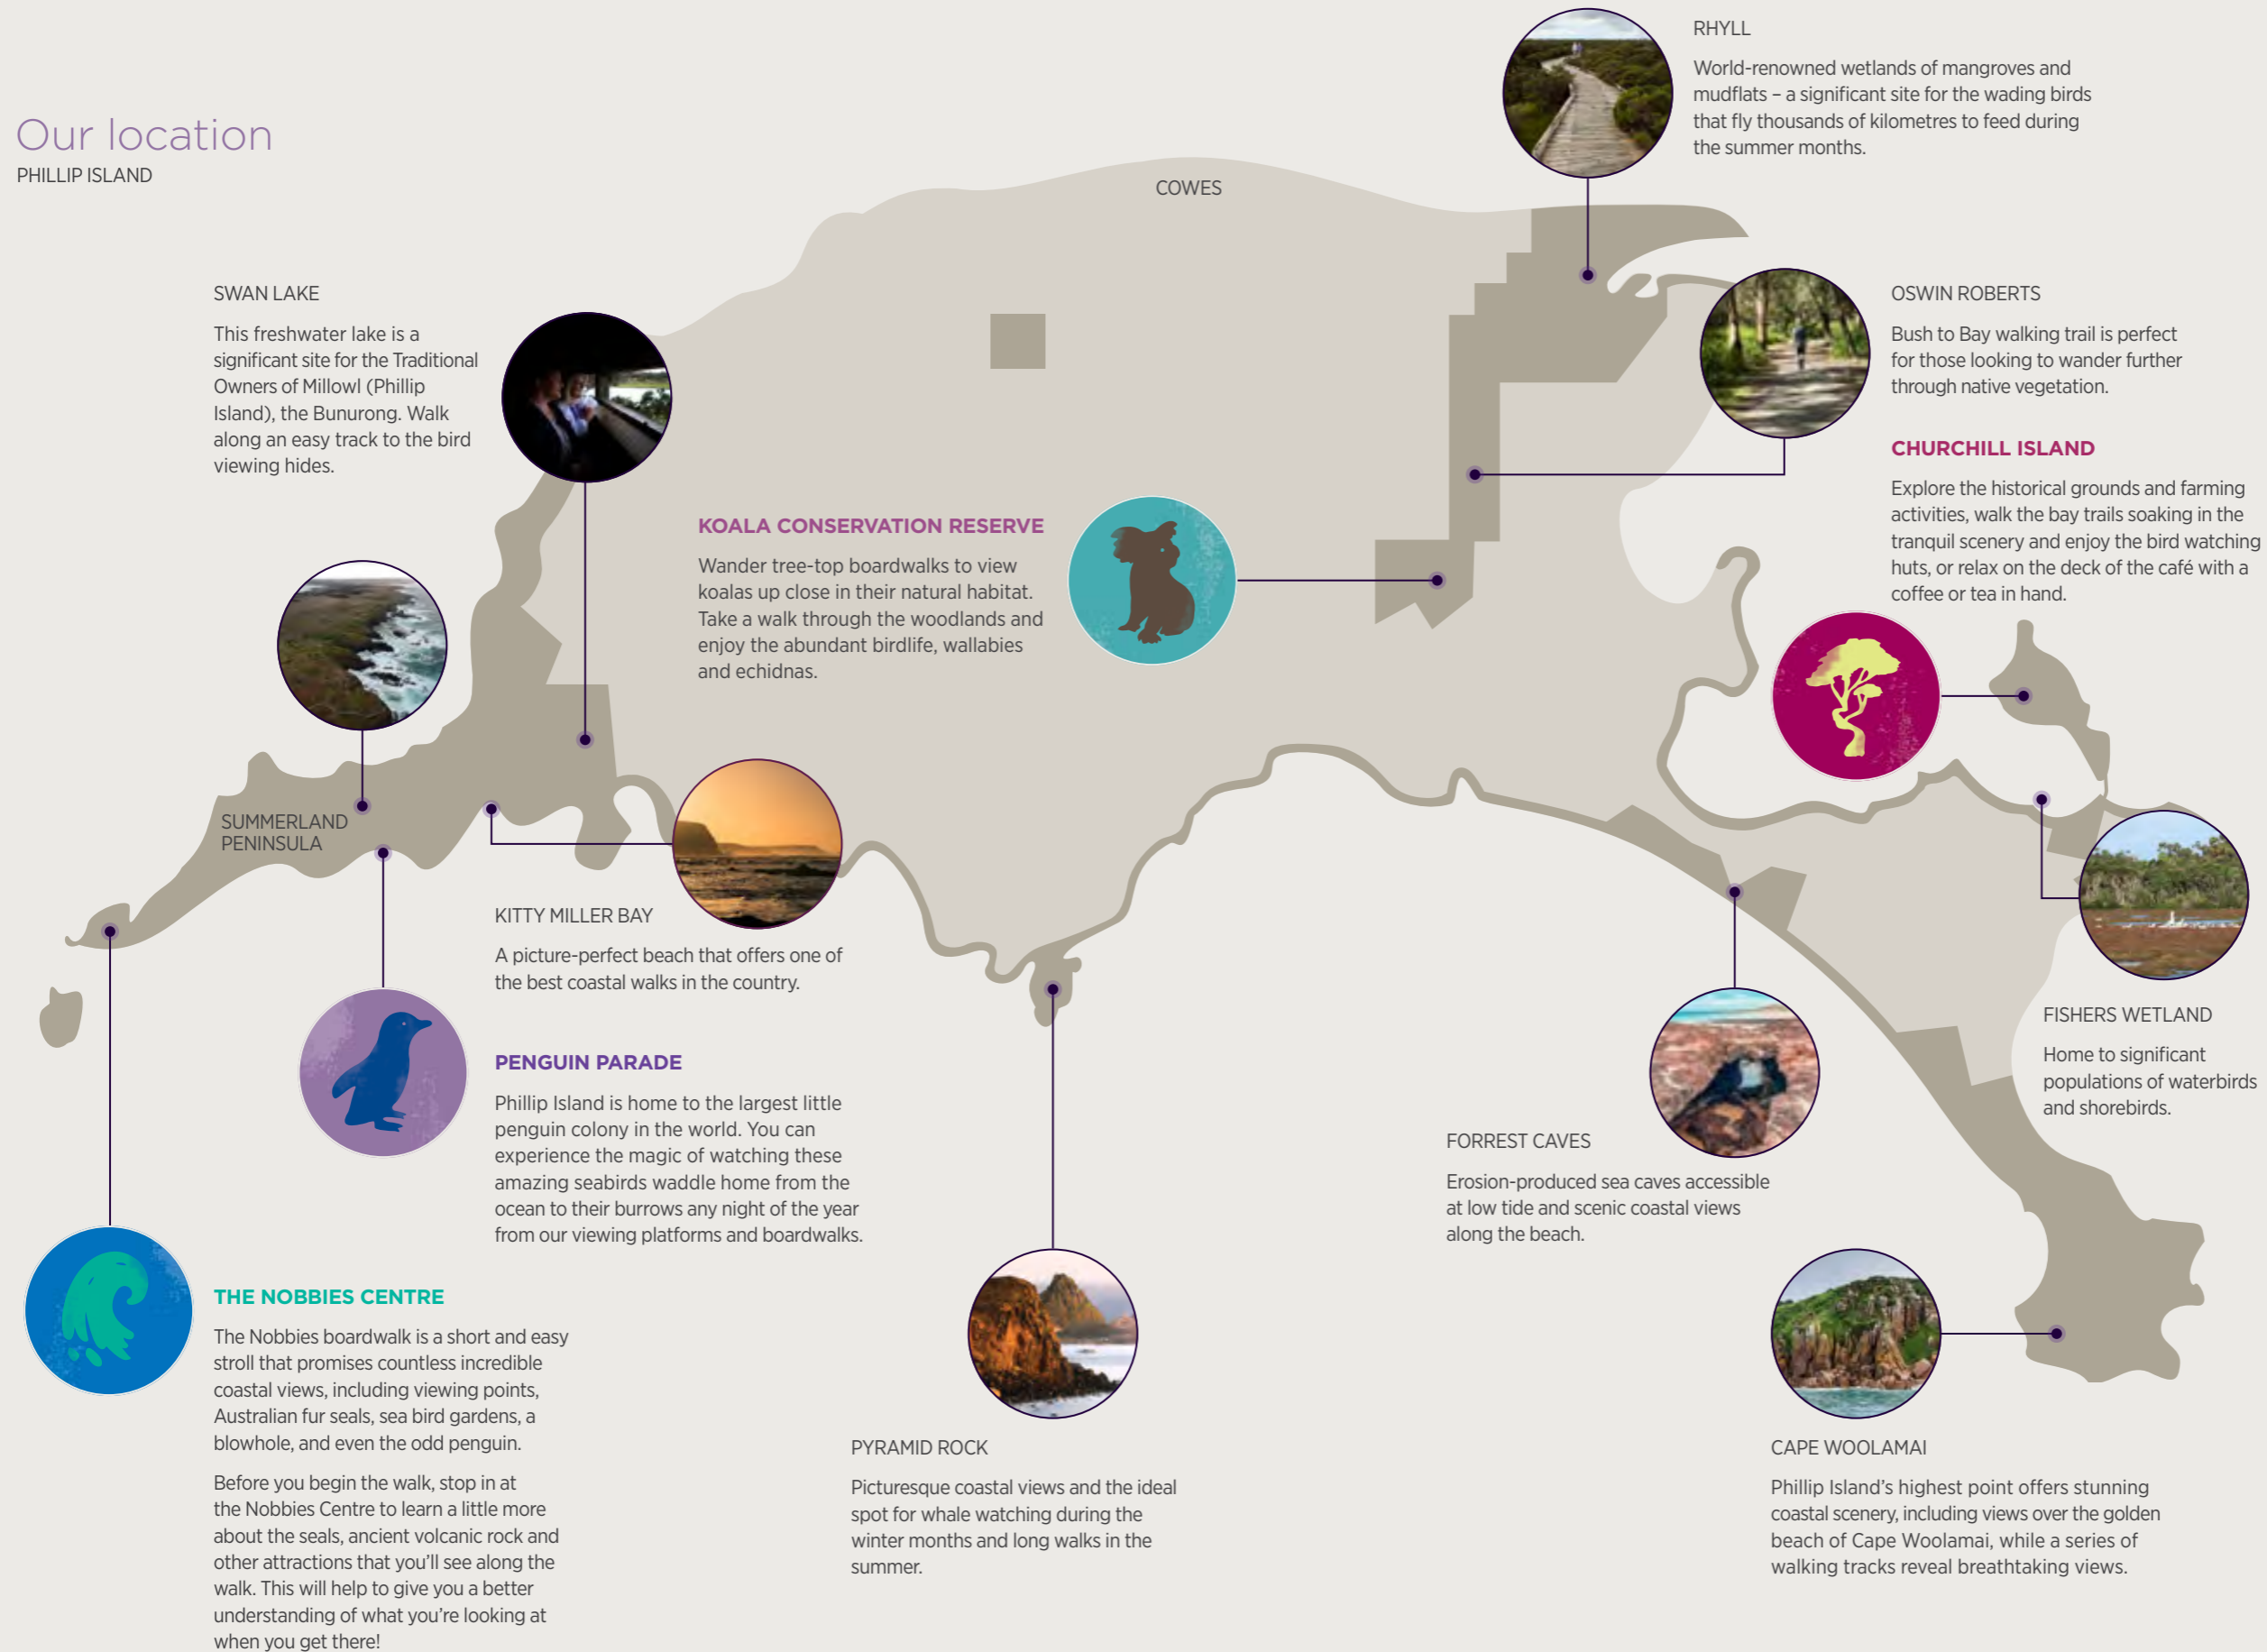 Our location
PHILLIP ISLAND
COWES
RHYLL
World-renowned wetlands of mangroves and
mudflats – a significant site for the wading birds
that fly thousands of kilometres to feed during
the summer months.
SWAN LAKE
This freshwater lake is a
significant site for the Traditional
Owners of Millowl (Phillip
Island), the Bunurong. Walk
along an easy track to the bird
viewing hides.
OSWIN ROBERTS
Bush to Bay walking trail is perfect
for those looking to wander further
through native vegetation.
CHURCHILL ISLAND
Explore the historical grounds and farming
activities, walk the bay trails soaking in the
tranquil scenery and enjoy the bird watching
huts, or relax on the deck of the café with a
coffee or tea in hand.
KOALA CONSERVATION RESERVE
Wander tree-top boardwalks to view
koalas up close in their natural habitat.
Take a walk through the woodlands and
enjoy the abundant birdlife, wallabies
and echidnas.
SUMMERLAND
PENINSULA
KITTY MILLER BAY
A picture-perfect beach that offers one of
the best coastal walks in the country.
PENGUIN PARADE
Phillip Island is home to the largest little
penguin colony in the world. You can
experience the magic of watching these
amazing seabirds waddle home from the
ocean to their burrows any night of the year
from our viewing platforms and boardwalks.
FISHERS WETLAND
Home to significant
populations of waterbirds
and shorebirds.
FORREST CAVES
Erosion-produced sea caves accessible
at low tide and scenic coastal views
along the beach.
THE NOBBIES CENTRE
The Nobbies boardwalk is a short and easy
stroll that promises countless incredible
coastal views, including viewing points,
Australian fur seals, sea bird gardens, a
blowhole, and even the odd penguin.
Before you begin the walk, stop in at
the Nobbies Centre to learn a little more
about the seals, ancient volcanic rock and
other attractions that you'll see along the
walk. This will help to give you a better
understanding of what you're looking at
when you get there!
PYRAMID ROCK
Picturesque coastal views and the ideal
spot for whale watching during the
winter months and long walks in the
summer.
CAPE WOOLAMAI
Phillip Island's highest point offers stunning
coastal scenery, including views over the golden
beach of Cape Woolamai, while a series of
walking tracks reveal breathtaking views.